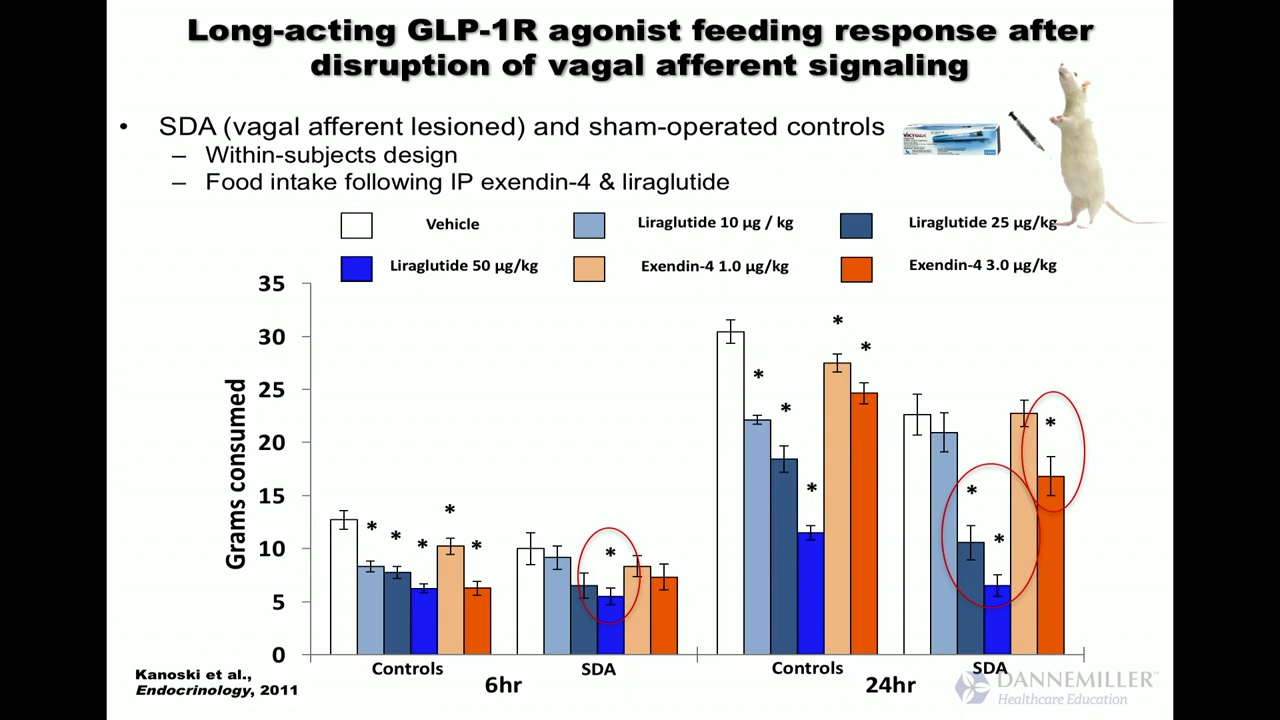 Long-acting GLP-1R agonist feeding response after
disruption of vagal afferent signaling
• SDA (vagal afferent lesioned) and sham-operated controls
– Within-subjects design
– Food intake following IP exendin-4 & liraglutide
VICTOZA
Vehicle
Liraglutide 10 µg / kg
Liraglutide 25 µg/kg
Liraglutide 50 µg/kg
Exendin-4 1.0 µg/kg
Exendin-4 3.0 µg/kg
Grams consumed
35
30
25
20
15
10
5
0
* * * * *
*
* * * * *
* * *
Controls SDA Controls SDA
6hr 24hr
Kanoski et al.,
Endocrinology, 2011
DANNEMILLER™
Healthcare Education